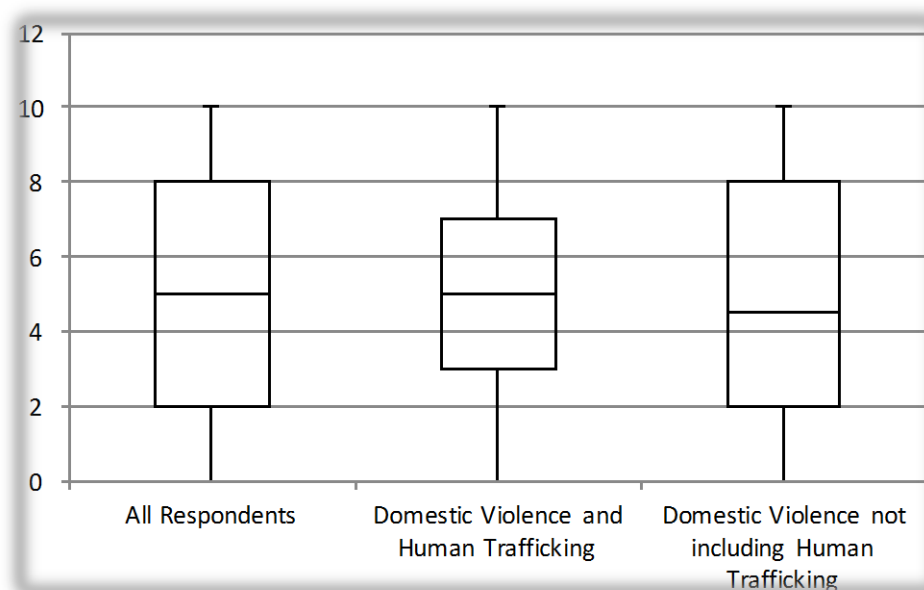 12
10
8
6
4
2
0
All Respondents
Domestic Violence and
Human Trafficking
Domestic Violence not
including Human
Trafficking